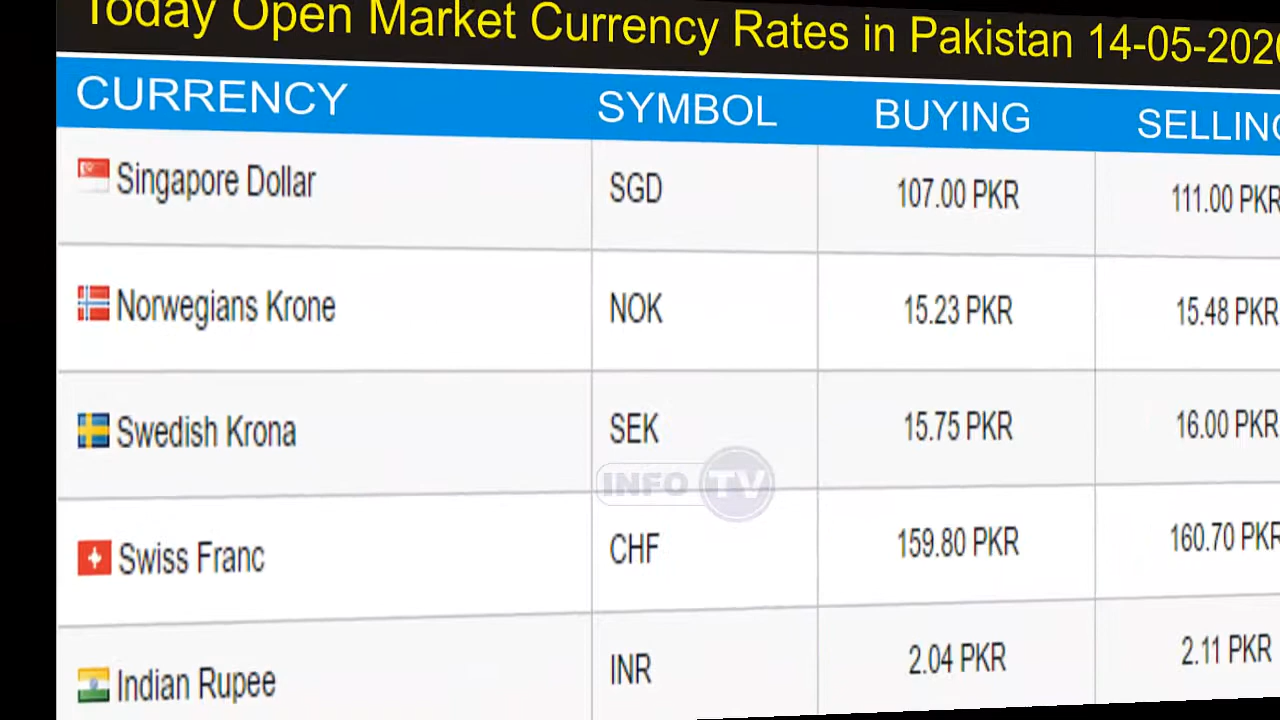 Today Open Market Currency Rates in Pakistan 14-05-2020
CURRENCY SYMBOL BUYING SELLING
Singapore Dollar SGD 107.00 PKR 111.00 PKR
Norwegians Krone NOK 15.23 PKR 15.48 PKR
Swedish Krona SEK 15.75 PKR 16.00 PKR
INFO TV
Swiss Franc CHF 159.80 PKR 160.70 PKR
Indian Rupee INR 2.04 PKR 2.11 PKR